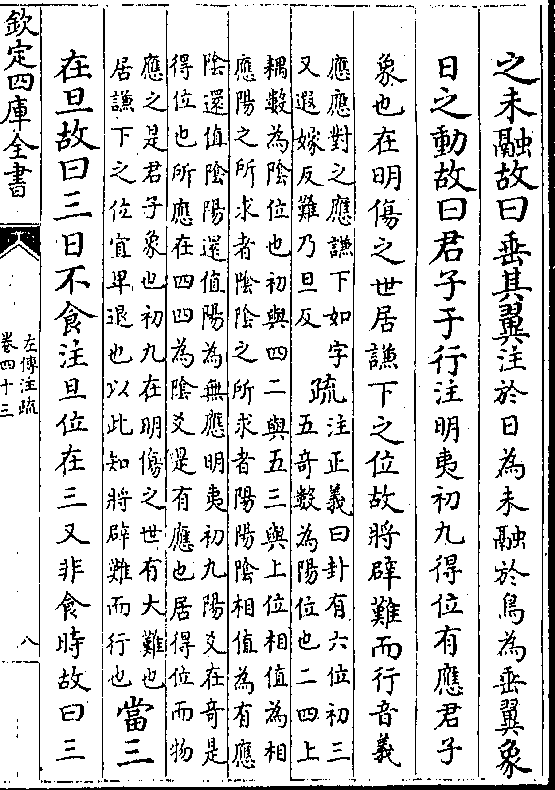 之未融故曰垂其翼注於日為未融於鳥為垂翼象
日之動故曰君子于行注明夷初九得位有應君子
象也在明傷之世居謙下之位故將辟難而行音義
應應對之應謙下如字
又遐嫁反難乃旦反
疏
注正義曰卦有六位初三
五奇數為陽位也二四上
耦數為陰位也初與四二與五三與上位相值為相
應陽之所求者陰陰之所求者陽陽陰相值為有應
陰還值陰陽還值陽為無應明夷初九陽爻在奇是
得位也所應在四四為陰爻是有應也居得位而物
應之是君子象也初九在明傷之世有大難也
居謙下之位宜卑退也以此知將辟難而行也
當三
在旦故曰三日不食注旦位在三又非食時故曰三
欽定四庫全書
左傳注疏
卷四十三
八